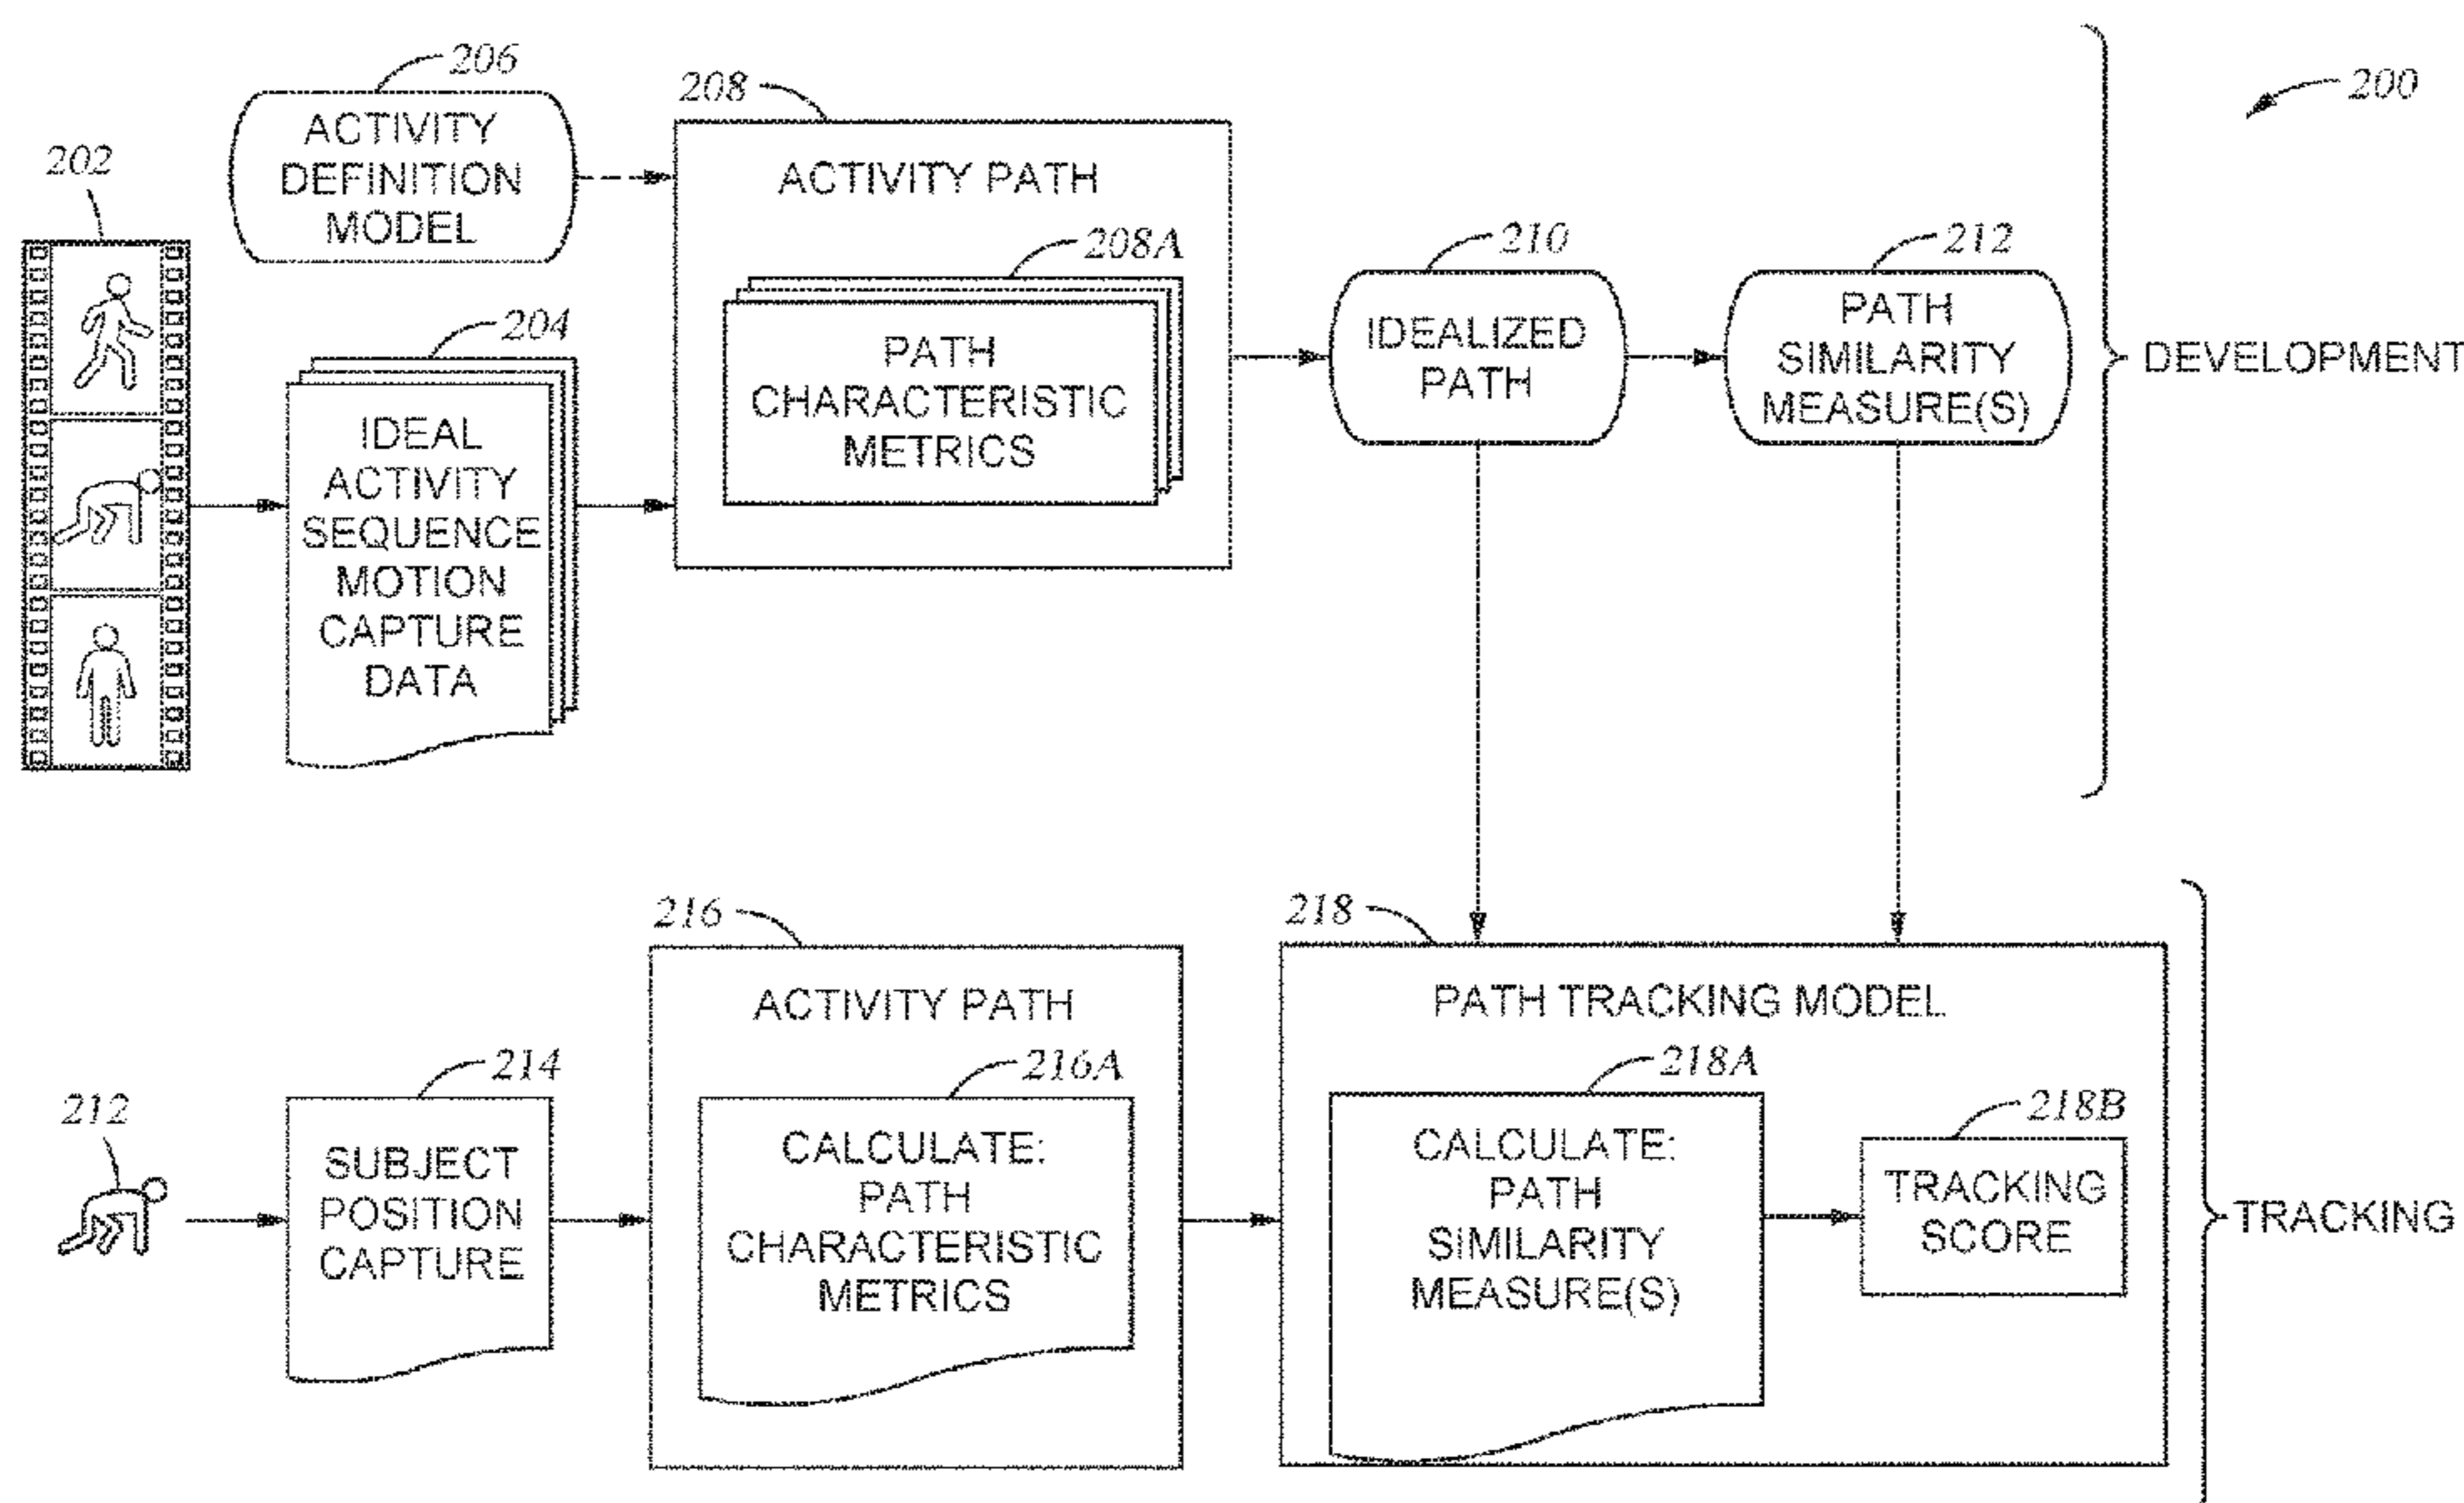 200
206
ACTIVITY
DEFINITION
MODEL
202
204
IDEAL
ACTIVITY
SEQUENCE
MOTION
CAPTURE
DATA
208
ACTIVITY PATH
208A
PATH
CHARACTERISTIC
METRICS
210
IDEALIZED
PATH
212
PATH
SIMILARITY
MEASURE(S)
DEVELOPMENT
212
214
SUBJECT
POSITION
CAPTURE
216
ACTIVITY PATH
216A
CALCULATE:
PATH
CHARACTERISTIC
METRICS
218
PATH TRACKING MODEL
218A
CALCULATE:
PATH
SIMILARITY
MEASURE(S)
218B
TRACKING
SCORE
TRACKING